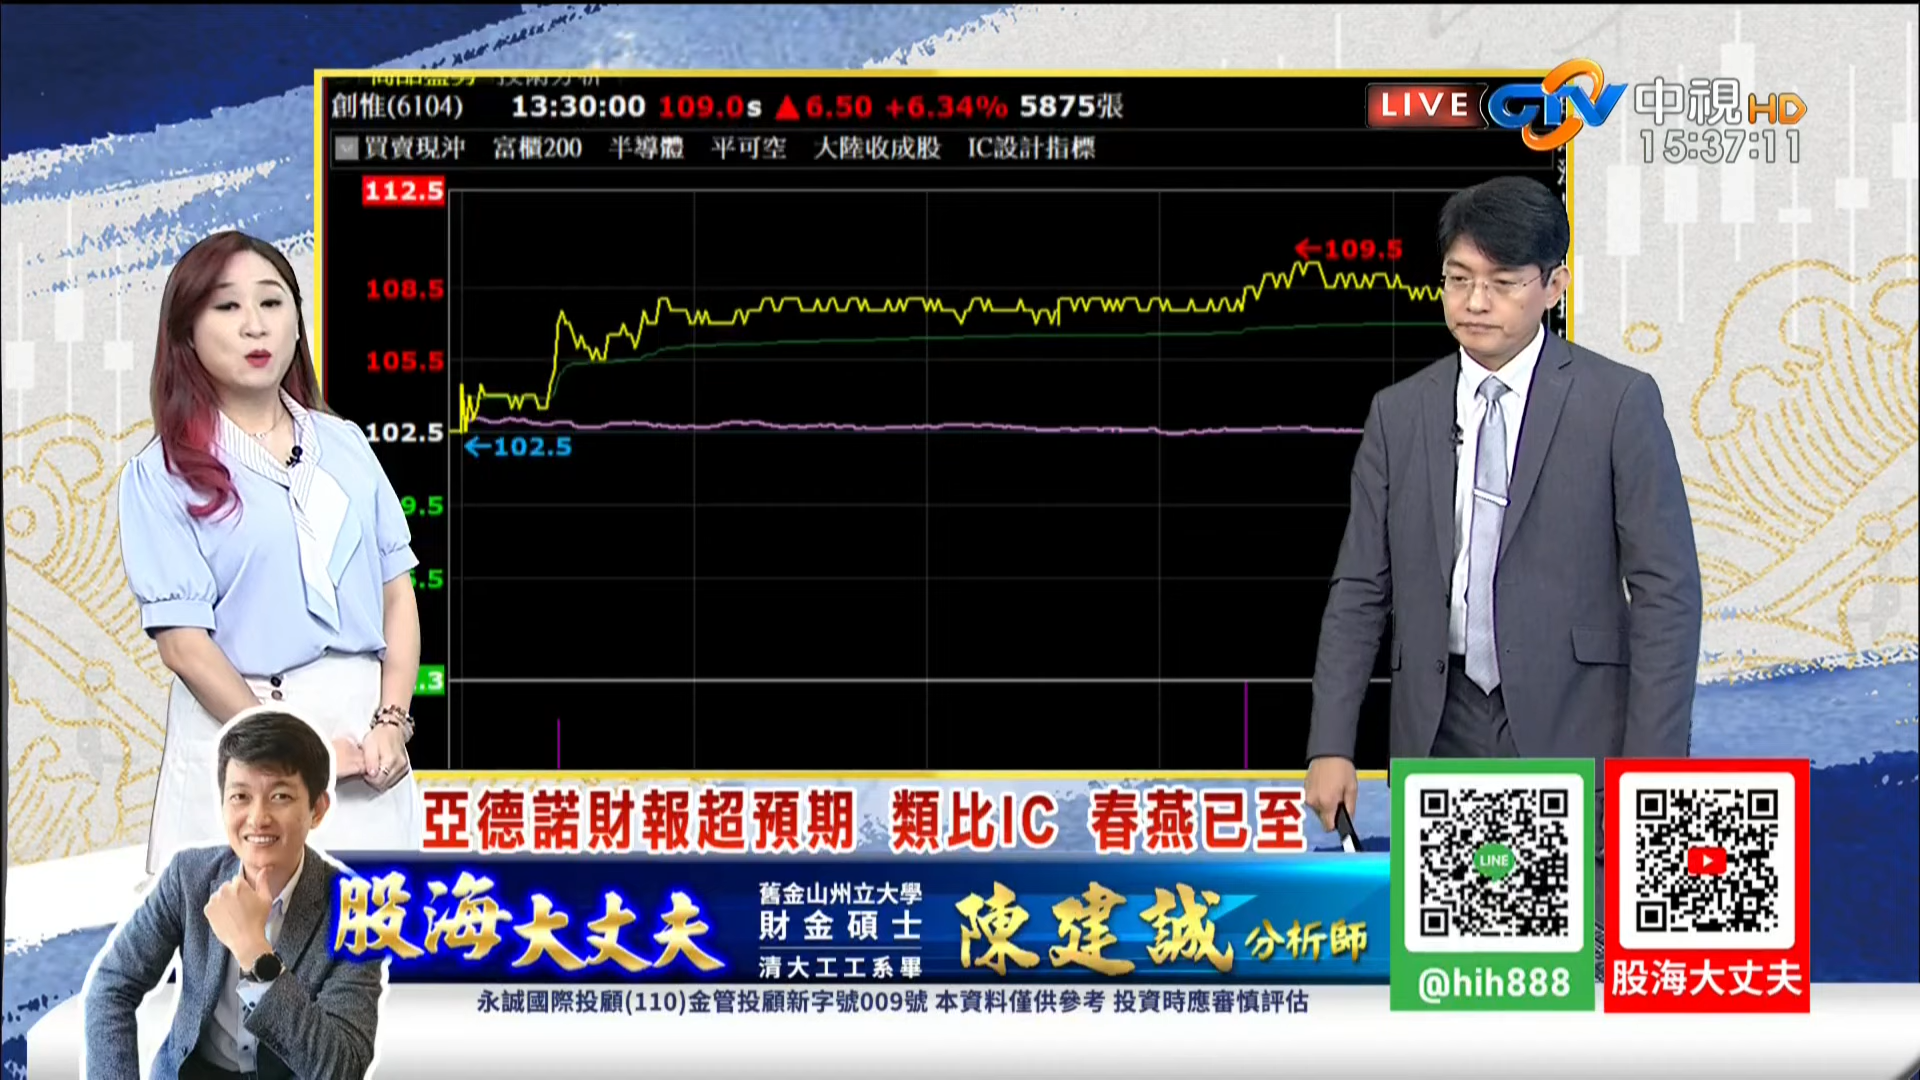 創惟(6104) 13:30:00 109.0s ▲6.50 +6.34% 5875張
買賣現沖 富櫃200 半導體 平可空 大陸收成股 IC設計指標
LIVE CTV 中視HD
15:37:11
112.5
←109.5
108.5
105.5
102.5
←102.5
9.5
5.5
.3
亞德諾財報超預期 類比IC 春燕已至
股海大丈夫
舊金山州立大學
財金碩士
清大工工系畢
陳建誠 分析師
LINE
@hih888
股海大丈夫
永誠國際投顧(110)金管投顧新字號009號 本資料僅供參考 投資時應審慎評估